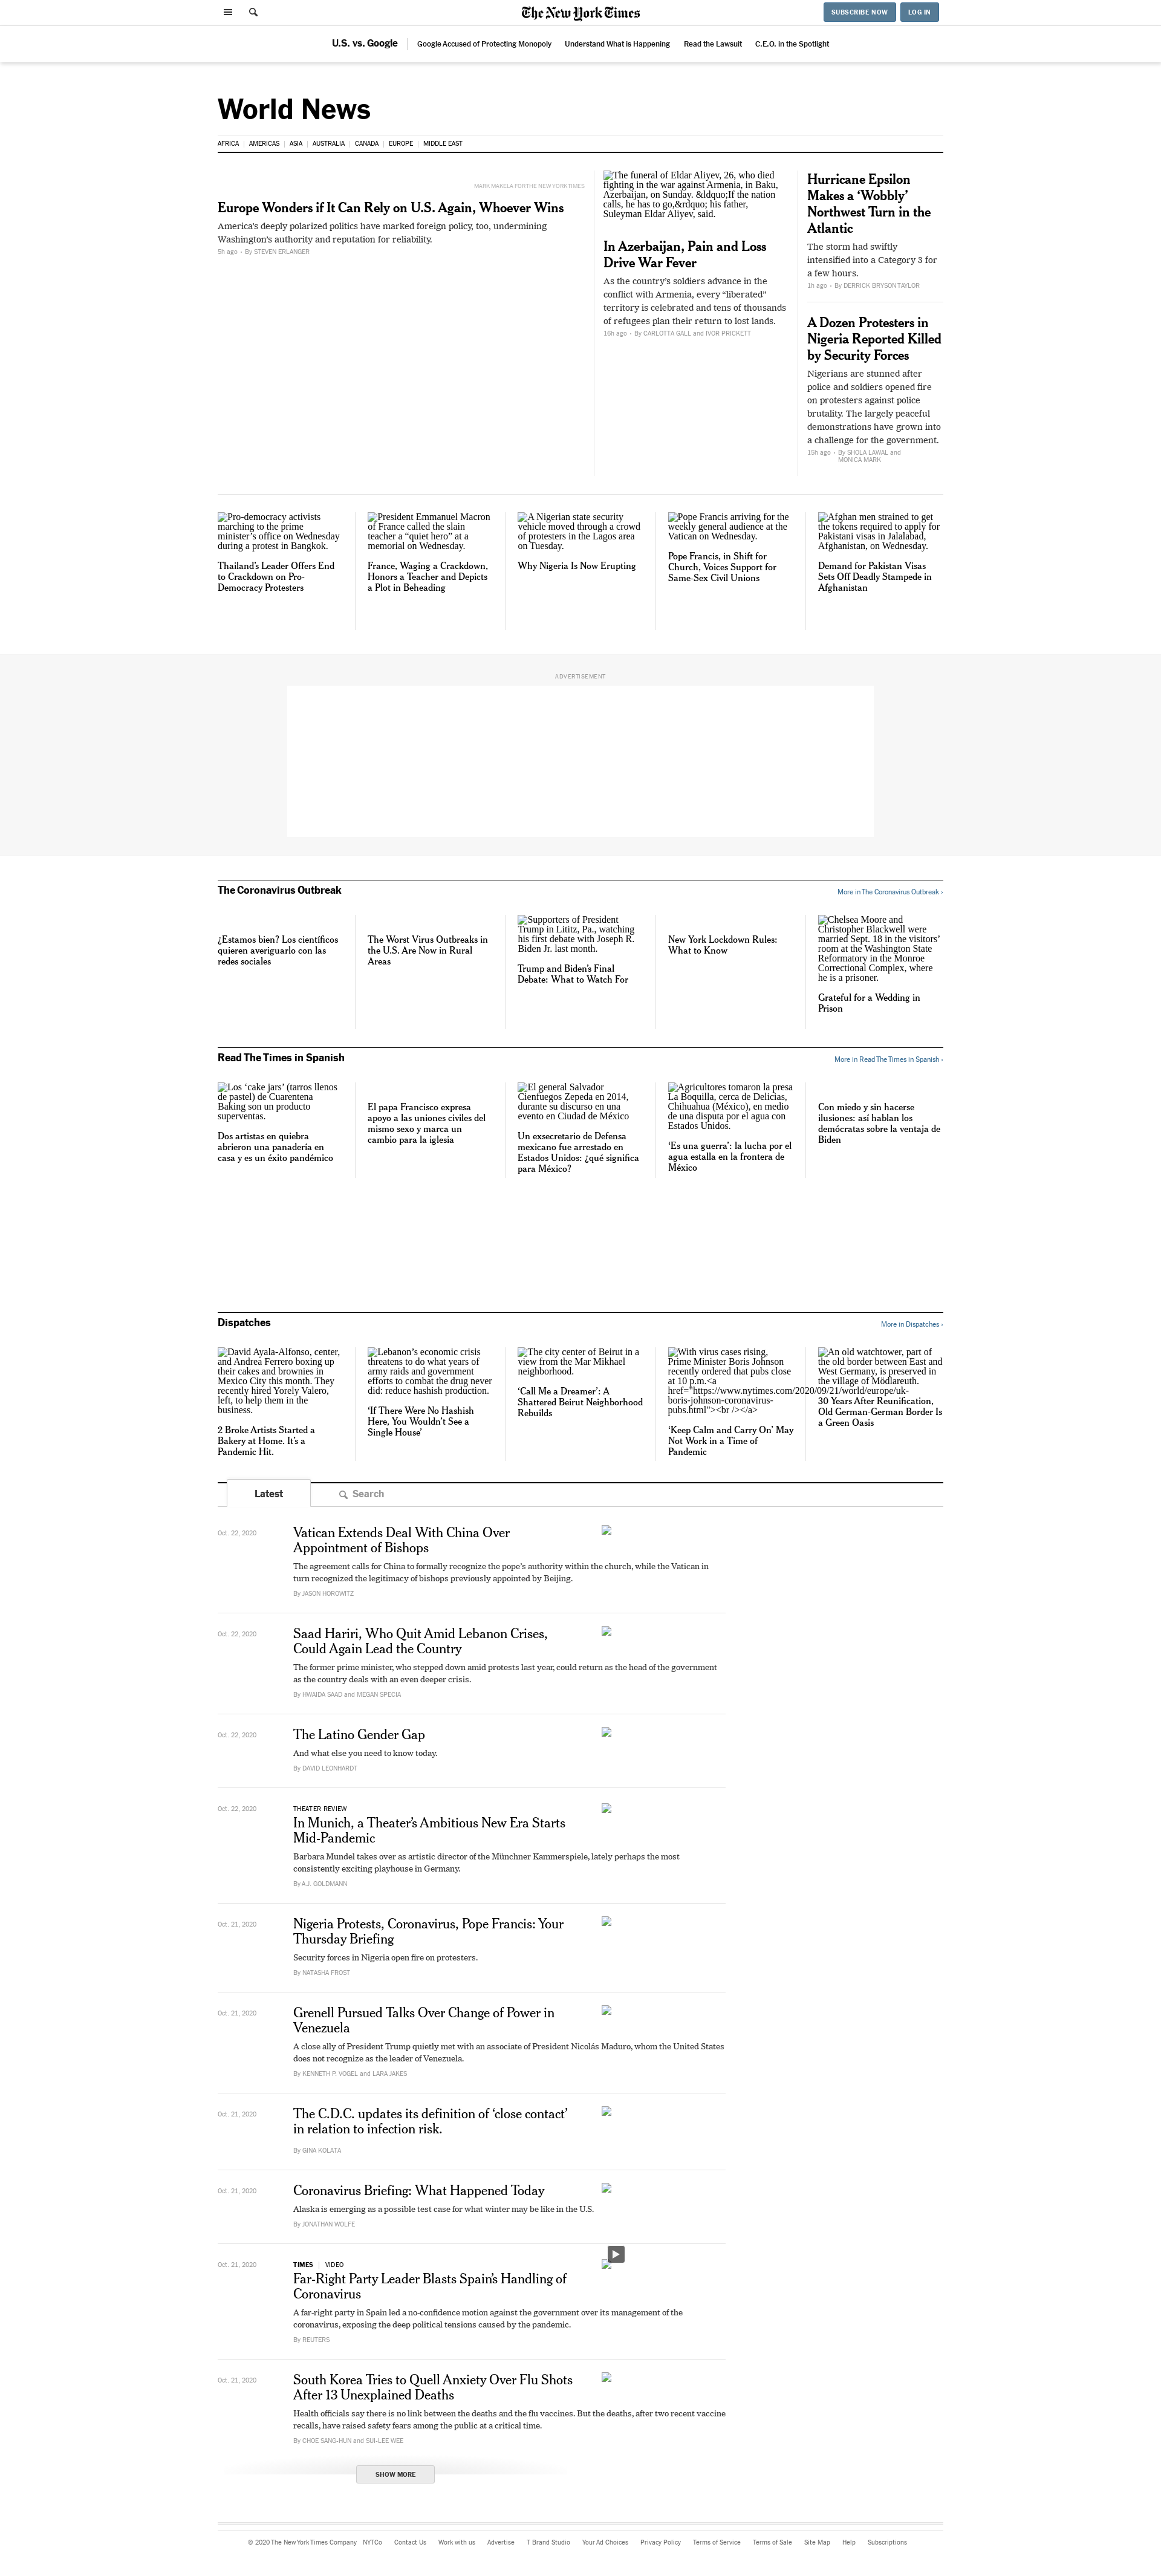 The New York Times
SUBSCRIBE NOW
LOG IN
U.S. vs. Google
Google Accused of Protecting Monopoly
Understand What is Happening
Read the Lawsuit
C.E.O. in the Spotlight
World News
AFRICA
AMERICAS
ASIA
AUSTRALIA
CANADA
EUROPE
MIDDLE EAST
MARK MAKELA FOR THE NEW YORK TIMES
Europe Wonders if It Can Rely on U.S. Again, Whoever Wins
America's deeply polarized politics have marked foreign policy, too, undermining
Washington's authority and reputation for reliability.
5h ago - By STEVEN ERLANGER
The funeral of Eldar Aliyev, 26, who died
fighting in the war against Armenia, in Baku,
Azerbaijan, on Sunday. &ldquo;If the nation
calls, he has to go,&rdquo; his father,
Suleyman Eldar Aliyev, said.
In Azerbaijan, Pain and Loss
Drive War Fever
As the country's soldiers advance in the
conflict with Armenia, every “liberated”
territory is celebrated and tens of thousands
of refugees plan their return to lost lands.
16h ago - By CARLOTTA GALL and IVOR PRICKETT
Hurricane Epsilon
Makes a ‘Wobbly’
Northwest Turn in the
Atlantic
The storm had swiftly
intensified into a Category 3 for
a few hours.
1h ago - By DERRICK BRYSON TAYLOR
A Dozen Protesters in
Nigeria Reported Killed
by Security Forces
Nigerians are stunned after
police and soldiers opened fire
on protesters against police
brutality. The largely peaceful
demonstrations have grown into
a challenge for the government.
15h ago - By SHOLA LAWAL and
MONICA MARK
Pro-democracy activists
marching to the prime
minister’s office on Wednesday
during a protest in Bangkok.
Thailand’s Leader Offers End
to Crackdown on Pro-
Democracy Protesters
President Emmanuel Macron
of France called the slain
teacher a “quiet hero” at a
memorial on Wednesday.
France, Waging a Crackdown,
Honors a Teacher and Depicts
a Plot in Beheading
A Nigerian state security
vehicle moved through a crowd
of protesters in the Lagos area
on Tuesday.
Why Nigeria Is Now Erupting
Pope Francis arriving for the
weekly general audience at the
Vatican on Wednesday.
Pope Francis, in Shift for
Church, Voices Support for
Same-Sex Civil Unions
Afghan men strained to get
the tokens required to apply for
Pakistani visas in Jalalabad,
Afghanistan, on Wednesday.
Demand for Pakistan Visas
Sets Off Deadly Stampede in
Afghanistan
ADVERTISEMENT
The Coronavirus Outbreak
More in The Coronavirus Outbreak ›
¿Estamos bien? Los científicos
quieren averiguarlo con las
redes sociales
The Worst Virus Outbreaks in
the U.S. Are Now in Rural
Areas
Supporters of President
Trump in Lititz, Pa., watching
his first debate with Joseph R.
Biden Jr. last month.
Trump and Biden’s Final
Debate: What to Watch For
New York Lockdown Rules:
What to Know
Chelsea Moore and
Christopher Blackwell were
married Sept. 18 in the visitors’
room at the Washington State
Reformatory in the Monroe
Correctional Complex, where
he is a prisoner.
Grateful for a Wedding in
Prison
Read The Times in Spanish
More in Read The Times in Spanish ›
Los ‘cake jars’ (tarros llenos
de pastel) de Cuarentena
Baking son un producto
superventas.
Dos artistas en quiebra
abrieron una panadería en
casa y es un éxito pandémico
El papa Francisco expresa
apoyo a las uniones civiles del
mismo sexo y marca un
cambio para la iglesia
El general Salvador
Cienfuegos Zepeda en 2014,
durante su discurso en una
evento en Ciudad de México
Un exsecretario de Defensa
mexicano fue arrestado en
Estados Unidos: ¿qué significa
para México?
Agricultores tomaron la presa
La Boquilla, cerca de Delicias,
Chihuahua (México), en medio
de una disputa por el agua con
Estados Unidos.
‘Es una guerra’: la lucha por el
agua estalla en la frontera de
México
Con miedo y sin hacerse
ilusiones: así hablan los
demócratas sobre la ventaja de
Biden
Dispatches
More in Dispatches ›
David Ayala-Alfonso, center,
and Andrea Ferrero boxing up
their cakes and brownies in
Mexico City this month. They
recently hired Yorely Valero,
left, to help them in the
business.
2 Broke Artists Started a
Bakery at Home. It’s a
Pandemic Hit.
Lebanon’s economic crisis
threatens to do what years of
army raids and government
efforts to combat the drug never
did: reduce hashish production.
‘If There Were No Hashish
Here, You Wouldn’t See a
Single House’
The city center of Beirut in a
view from the Mar Mikhael
neighborhood.
‘Call Me a Dreamer’: A
Shattered Beirut Neighborhood
Rebuilds
With virus cases rising,
Prime Minister Boris Johnson
recently ordered that pubs close
at 10 p.m.<a
href="https://www.nytimes.com/2020/09/21/world/europe/uk-
boris-johnson-coronavirus-
pubs.html"><br /></a>
‘Keep Calm and Carry On’ May
Not Work in a Time of
Pandemic
An old watchtower, part of
the old border between East and
West Germany, is preserved in
the village of Mödlareuth.
30 Years After Reunification,
Old German-German Border Is
a Green Oasis
Latest
Search
Oct. 22, 2020
Vatican Extends Deal With China Over
Appointment of Bishops
The agreement calls for China to formally recognize the pope’s authority within the church, while the Vatican in
turn recognized the legitimacy of bishops previously appointed by Beijing.
By JASON HOROWITZ
Oct. 22, 2020
Saad Hariri, Who Quit Amid Lebanon Crises,
Could Again Lead the Country
The former prime minister, who stepped down amid protests last year, could return as the head of the government
as the country deals with an even deeper crisis.
By HWAIDA SAAD and MEGAN SPECIA
Oct. 22, 2020
The Latino Gender Gap
And what else you need to know today.
By DAVID LEONHARDT
Oct. 22, 2020
THEATER REVIEW
In Munich, a Theater’s Ambitious New Era Starts
Mid-Pandemic
Barbara Mundel takes over as artistic director of the Münchner Kammerspiele, lately perhaps the most
consistently exciting playhouse in Germany.
By A.J. GOLDMANN
Oct. 21, 2020
Nigeria Protests, Coronavirus, Pope Francis: Your
Thursday Briefing
Security forces in Nigeria open fire on protesters.
By NATASHA FROST
Oct. 21, 2020
Grenell Pursued Talks Over Change of Power in
Venezuela
A close ally of President Trump quietly met with an associate of President Nicolás Maduro, whom the United States
does not recognize as the leader of Venezuela.
By KENNETH P. VOGEL and LARA JAKES
Oct. 21, 2020
The C.D.C. updates its definition of ‘close contact’
in relation to infection risk.
By GINA KOLATA
Oct. 21, 2020
Coronavirus Briefing: What Happened Today
Alaska is emerging as a possible test case for what winter may be like in the U.S.
By JONATHAN WOLFE
Oct. 21, 2020
TIMES | VIDEO
Far-Right Party Leader Blasts Spain’s Handling of
Coronavirus
A far-right party in Spain led a no-confidence motion against the government over its management of the
coronavirus, exposing the deep political tensions caused by the pandemic.
By REUTERS
Oct. 21, 2020
South Korea Tries to Quell Anxiety Over Flu Shots
After 13 Unexplained Deaths
Health officials say there is no link between the deaths and the flu vaccines. But the deaths, after two recent vaccine
recalls, have raised safety fears among the public at a critical time.
By CHOE SANG-HUN and SUI-LEE WEE
SHOW MORE
© 2020 The New York Times Company
NYTCo
Contact Us
Work with us
Advertise
T Brand Studio
Your Ad Choices
Privacy Policy
Terms of Service
Terms of Sale
Site Map
Help
Subscriptions